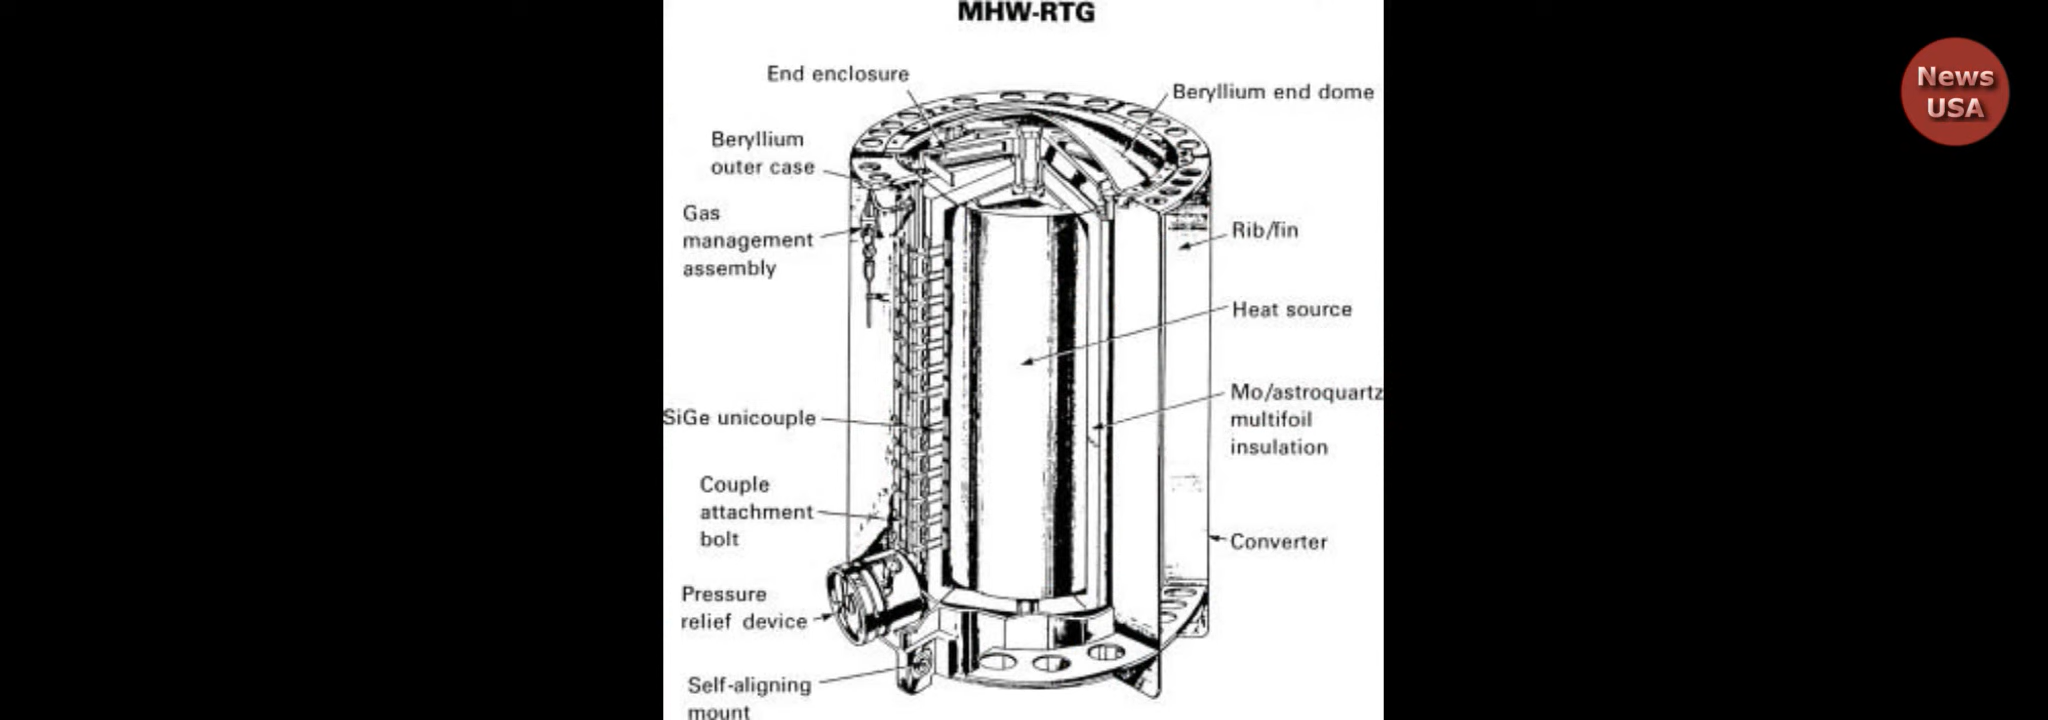 MHW-RTG
End enclosure
Beryllium end dome
Beryllium
outer case
Gas
management
assembly
Rib/fin
Heat source
Mo/astroquartz
multifoil
insulation
SiGe unicouple
Couple
attachment
bolt
Converter
Pressure
relief device
Self-aligning
mount
News
USA